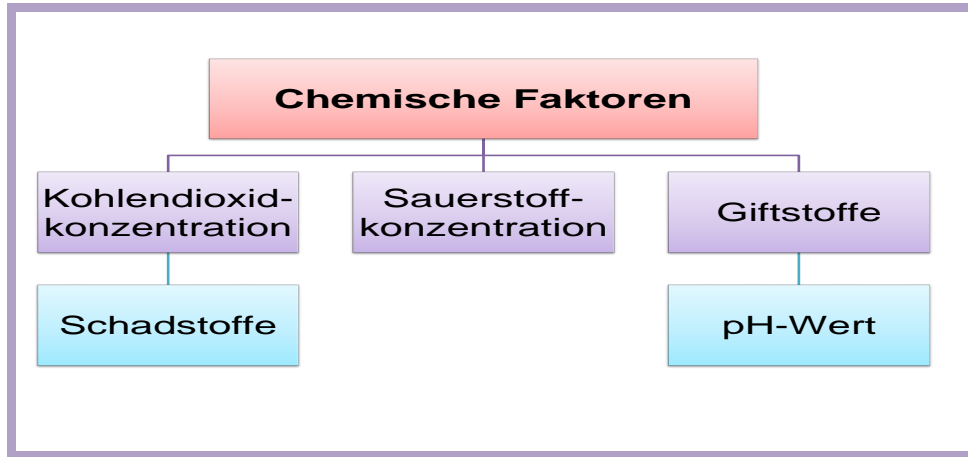 Chemische Faktoren
Kohlendioxid-
konzentration
Sauerstoff-
konzentration
Giftstoffe
Schadstoffe
pH-Wert